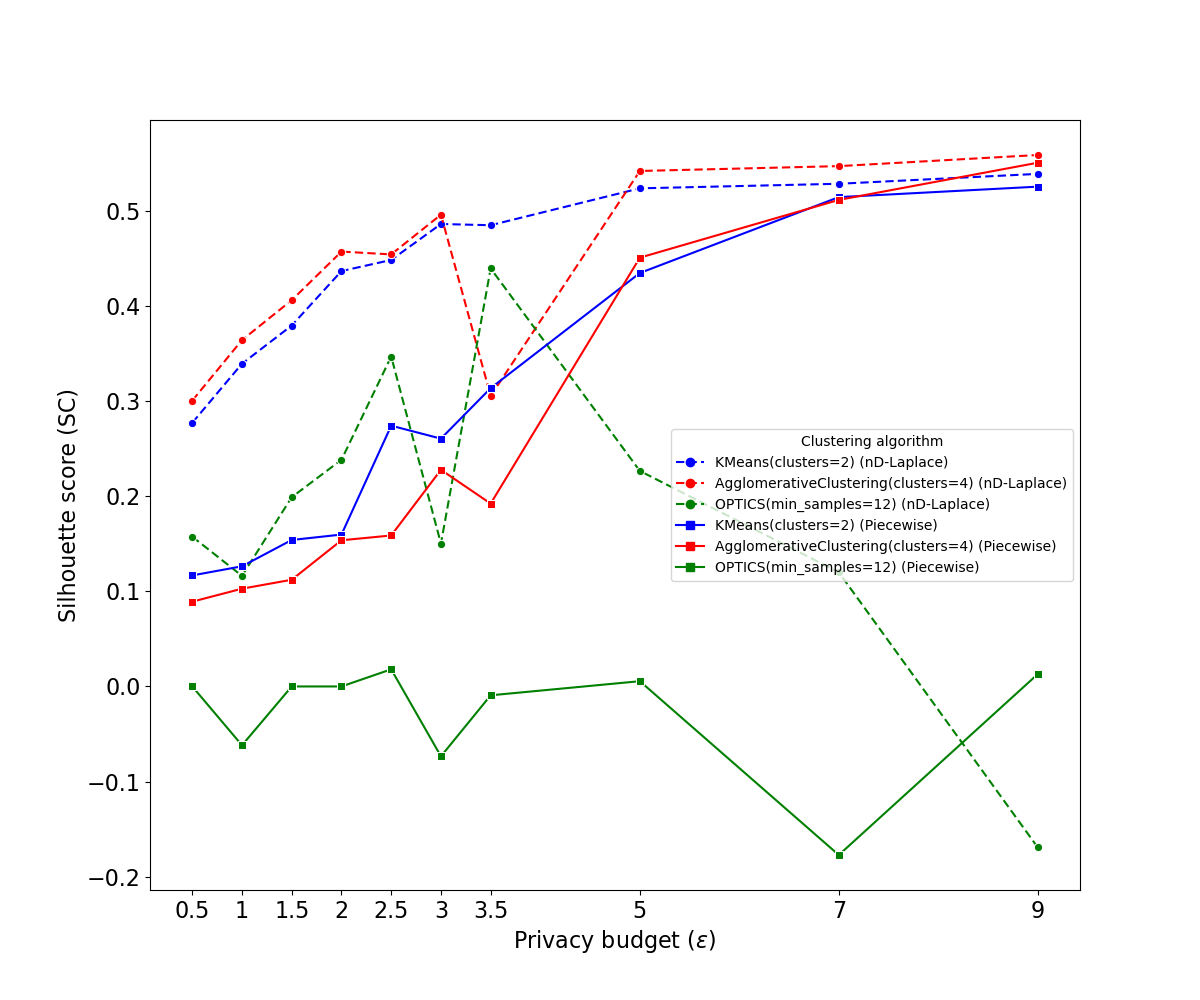 Silhouette score (SC)
0.5
0.4
0.3
0.2
0.1
0.0
−0.1
−0.2
Clustering algorithm
KMeans(clusters=2) (nD-Laplace)
AgglomerativeClustering(clusters=4) (nD-Laplace)
OPTICS(min_samples=12) (nD-Laplace)
KMeans(clusters=2) (Piecewise)
AgglomerativeClustering(clusters=4) (Piecewise)
OPTICS(min_samples=12) (Piecewise)
0.5 1 1.5 2 2.5 3 3.5 5 7 9
Privacy budget (ε)